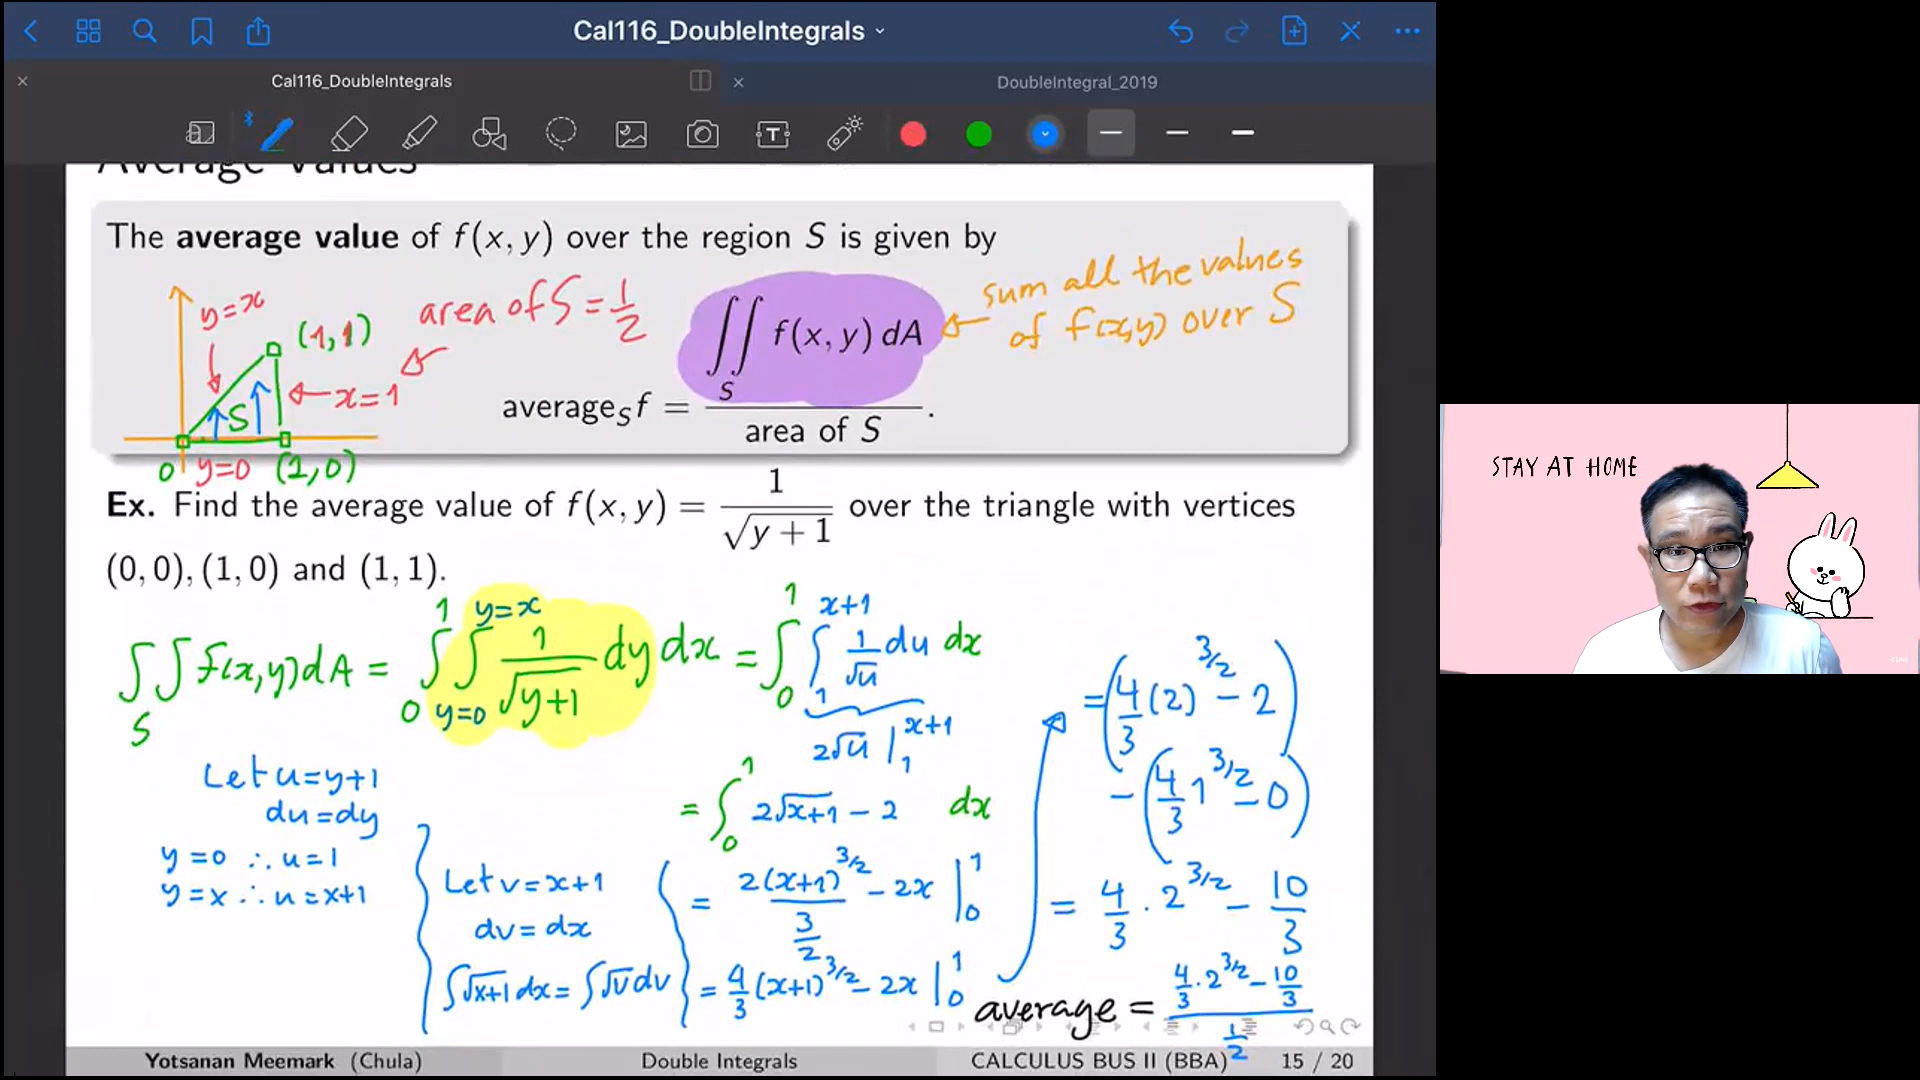 Cal116_DoubleIntegrals
Cal116_DoubleIntegrals
DoubleIntegral_2019
Average Values
The average value of f(x, y) over the region S is given by
y=x
(1,1)
area of S = 1/2
x=1
S
0 y=0 (1,0)
average_S f = ∬_S f(x, y) dA / area of S .
sum all the values
of f(x,y) over S
Ex. Find the average value of f(x, y) = 1/√(y + 1) over the triangle with vertices
(0, 0), (1, 0) and (1, 1).
∫∫_S f(x,y)dA = ∫_0^1 ∫_{y=0}^{y=x} 1/√(y+1) dy dx = ∫_0^1 ∫_1^{x+1} 1/√u du dx
2√u |_1^{x+1}
Let u=y+1
du=dy
y=0 ∴ u=1
y=x ∴ u=x+1
= ∫_0^1 2√(x+1) − 2 dx
Let v=x+1
dv=dx
∫√(x+1) dx = ∫√v dv
= 2(x+1)^{3/2}/(3/2) − 2x |_0^1
= 4/3 (x+1)^{3/2} − 2x |_0^1
= (4/3 (2)^{3/2} − 2)
− (4/3 1^{3/2} − 0)
= 4/3 · 2^{3/2} − 10/3
average = (4/3 · 2^{3/2} − 10/3) / (1/2)
Yotsanan Meemark (Chula)
Double Integrals
CALCULUS BUS II (BBA)
15 / 20
STAY AT HOME